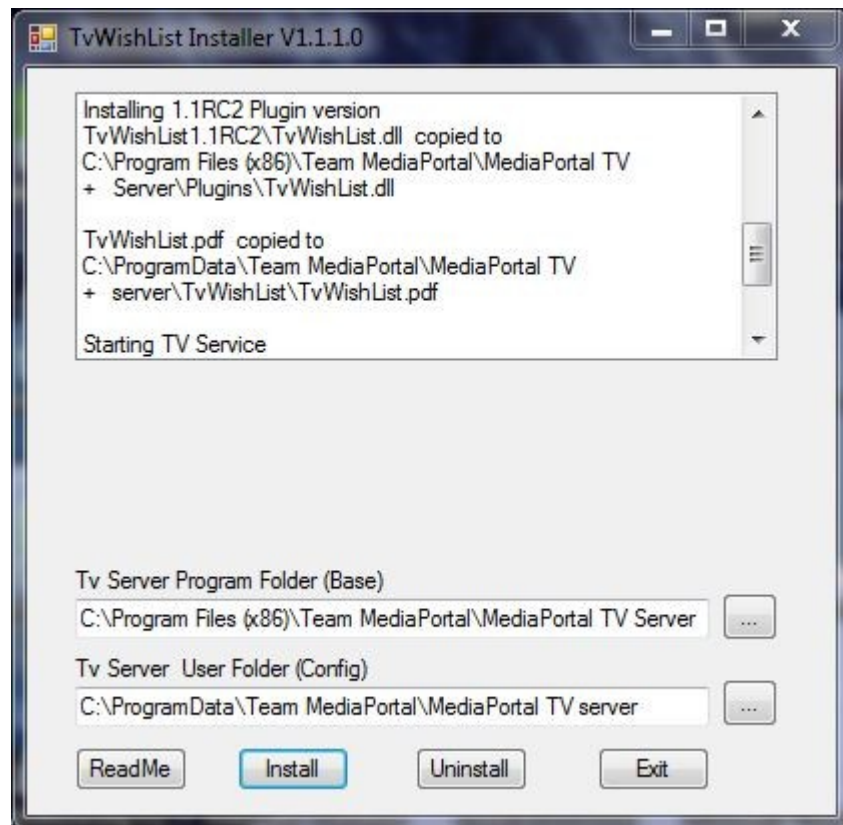 TvWishList Installer V1.1.1.0
Installing 1.1RC2 Plugin version
TvWishList1.1RC2\TvWishList.dll  copied to
C:\Program Files (x86)\Team MediaPortal\MediaPortal TV
+   Server\Plugins\TvWishList.dll
TvWishList.pdf  copied to
C:\ProgramData\Team MediaPortal\MediaPortal TV
+   server\TvWishList\TvWishList.pdf
Starting TV Service
Tv Server Program Folder (Base)
C:\Program Files (x86)\Team MediaPortal\MediaPortal TV Server
...
Tv Server  User Folder (Config)
C:\ProgramData\Team MediaPortal\MediaPortal TV server
...
ReadMe Install Uninstall Exit